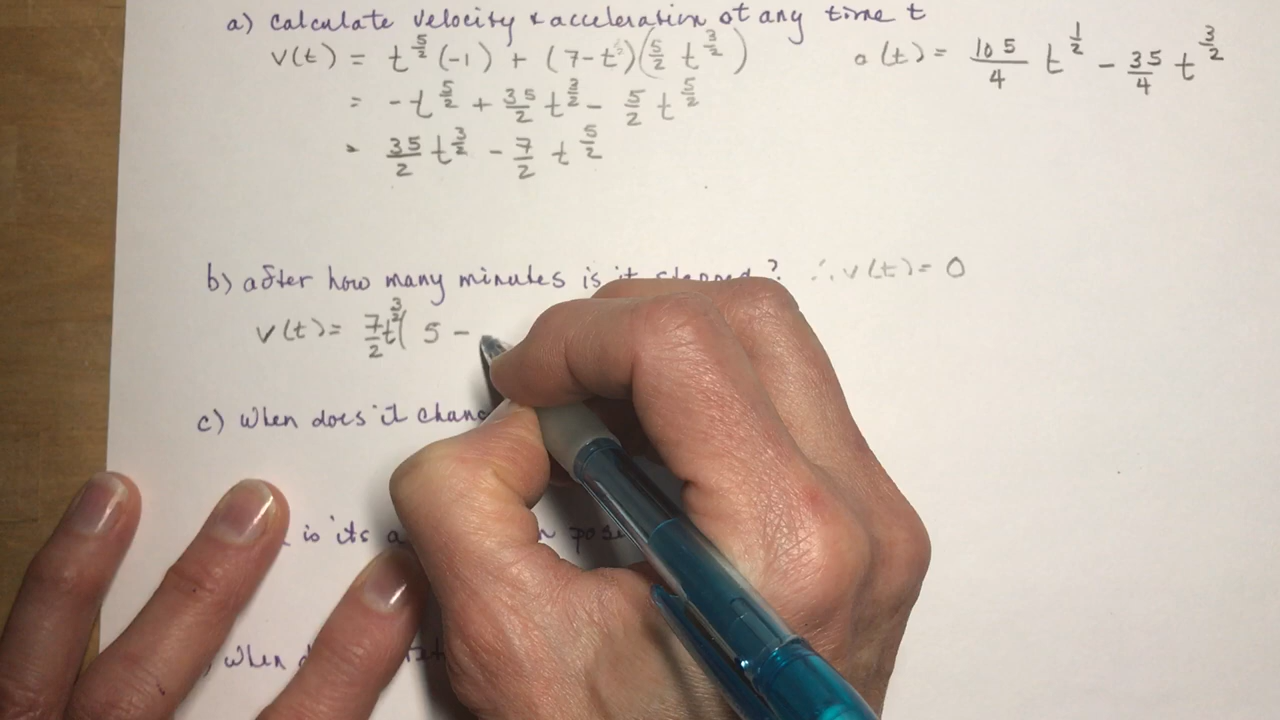 a) calculate velocity & acceleration at any time t
v(t) = t^(5/2) (-1) + (7-t)(5/2 t^(3/2))
a(t) = 105/4 t^(1/2) - 35/4 t^(3/2)
= -t^(5/2) + 35/2 t^(3/2) - 5/2 t^(5/2)
= 35/2 t^(3/2) - 7/2 t^(5/2)
b) after how many minutes is it stopped? ∴ v(t) = 0
v(t) = 7/2 t^(3/2) ( 5 -
c) when does it
is its
when